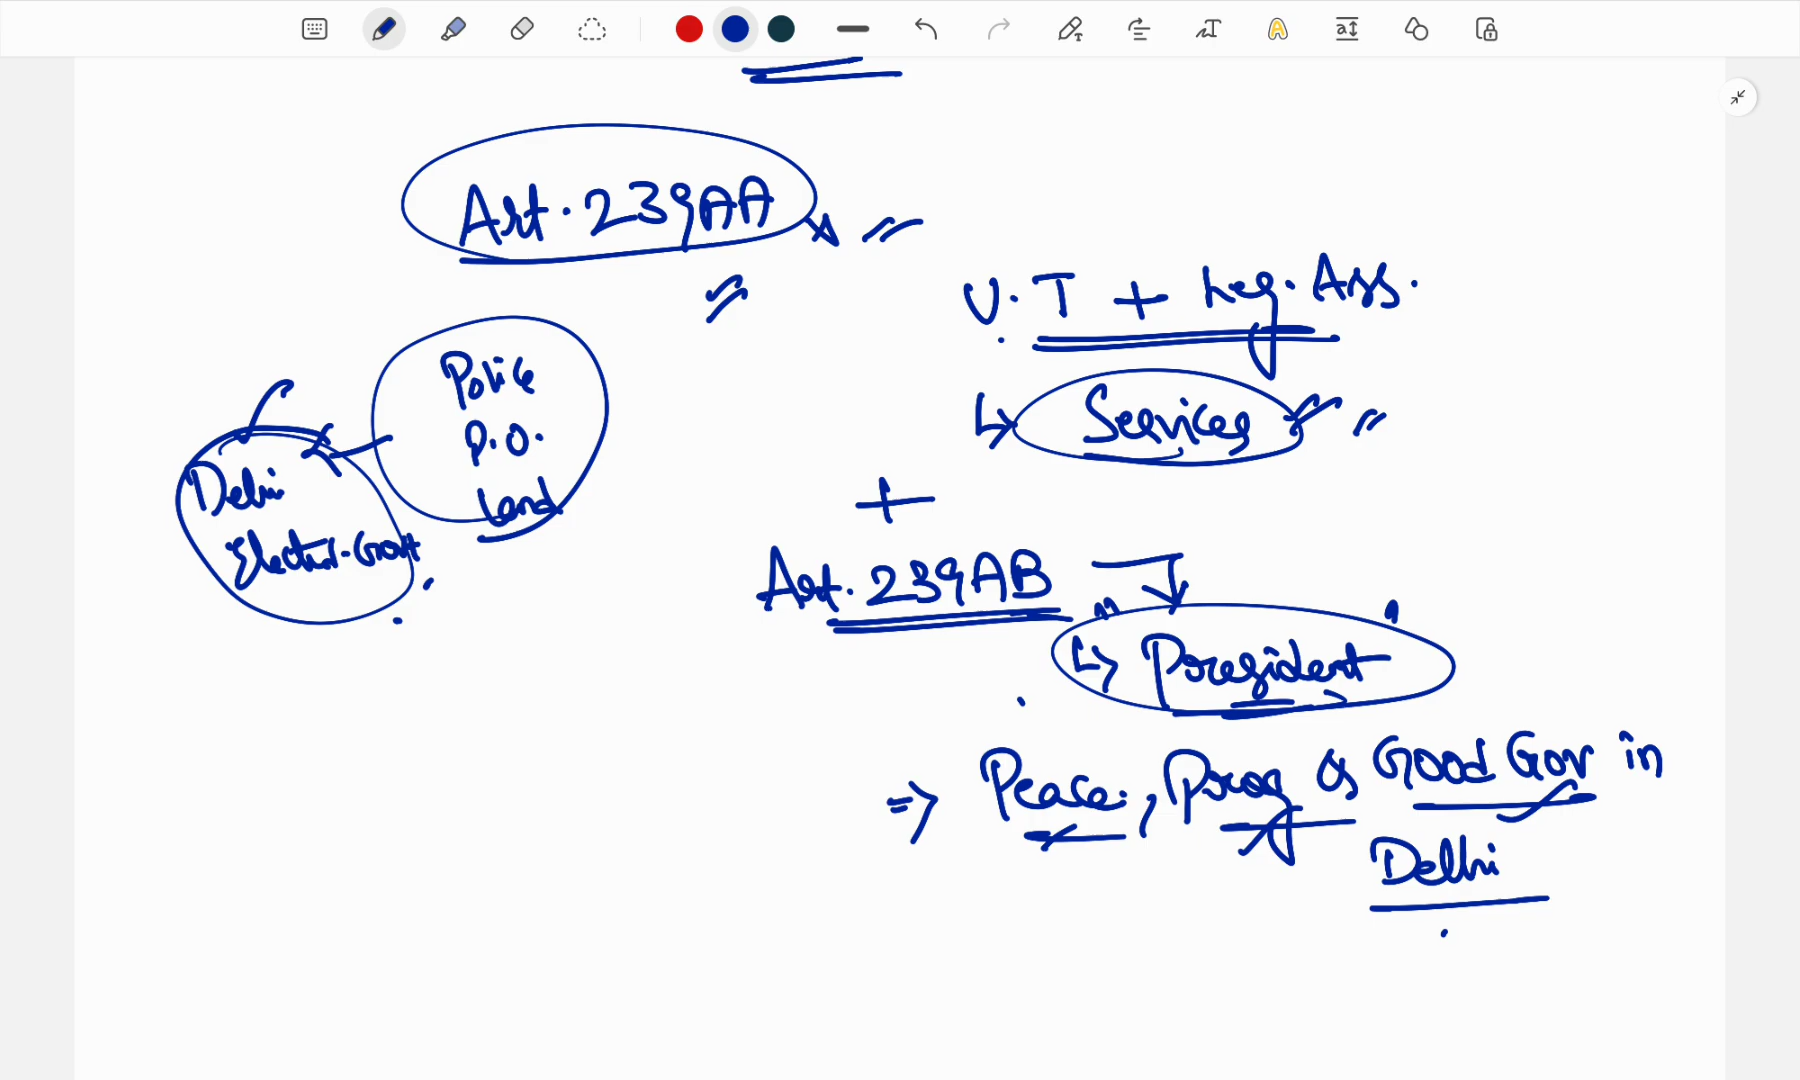 Art. 239AA
U.T + Leg. Ass.
Police
P.O.
Land
↳ Services
Delhi
Elected Govt.
+
Art. 239AB
↳ President
⇒ Peace, Prog & Good Gov in
Delhi